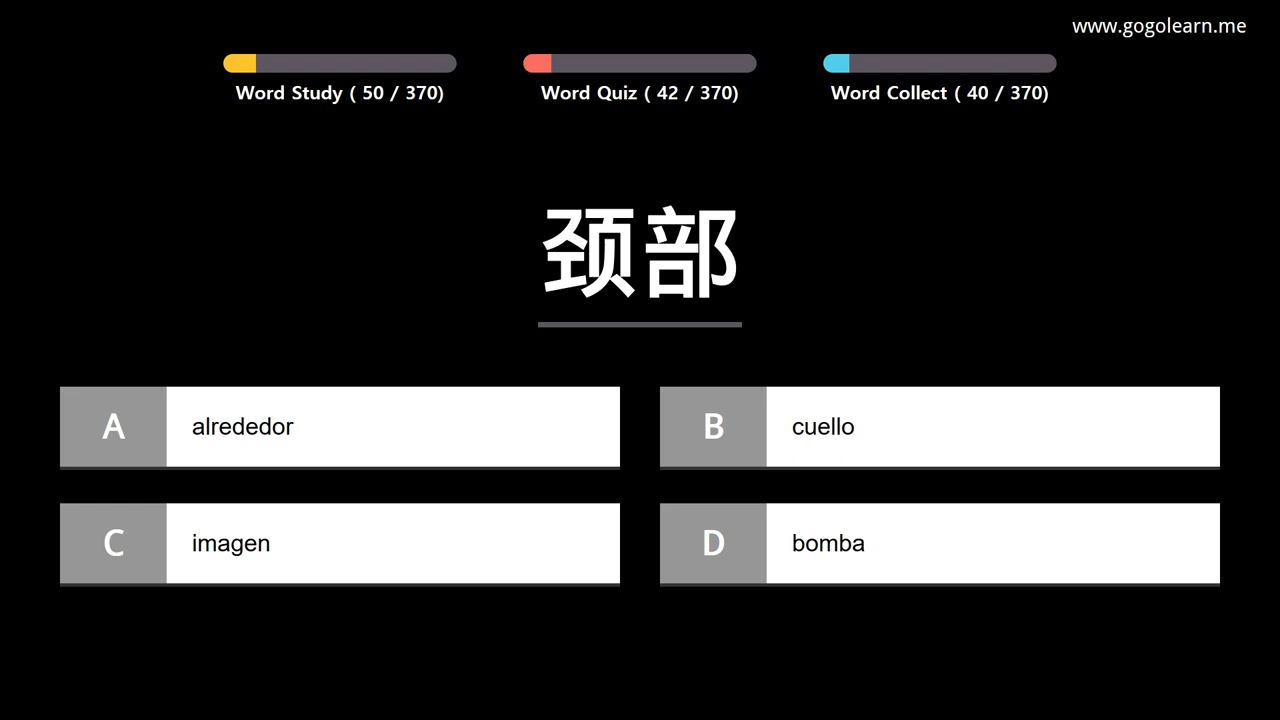 www.gogolearn.me
Word Study ( 50 / 370)
Word Quiz ( 42 / 370)
Word Collect ( 40 / 370)
颈部
A alrededor
B cuello
C imagen
D bomba